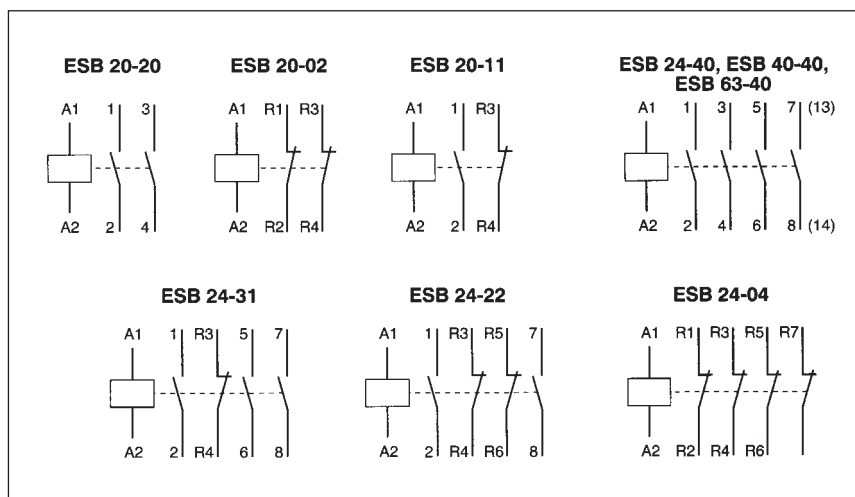 ESB 20-20 ESB 20-02 ESB 20-11 ESB 24-40, ESB 40-40,
ESB 63-40
A1 1 3 A1 R1 R3 A1 1 R3 A1 1 3 5 7 (13)
A2 2 4 A2 R2 R4 A2 2 R4 A2 2 4 6 8 (14)
ESB 24-31 ESB 24-22 ESB 24-04
A1 1 R3 5 7 A1 1 R3 R5 7 A1 R1 R3 R5 R7
A2 2 R4 6 8 A2 2 R4 R6 8 A2 R2 R4 R6